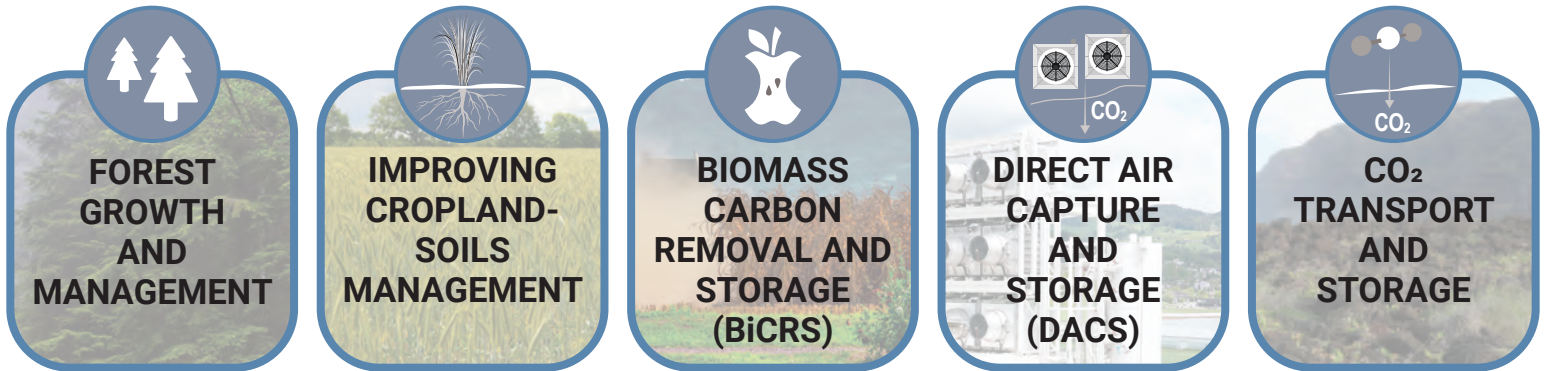 FOREST
GROWTH
AND
MANAGEMENT
IMPROVING
CROPLAND-
SOILS
MANAGEMENT
BIOMASS
CARBON
REMOVAL AND
STORAGE
(BiCRS)
CO₂
DIRECT AIR
CAPTURE
AND
STORAGE
(DACS)
CO₂
CO₂
TRANSPORT
AND
STORAGE